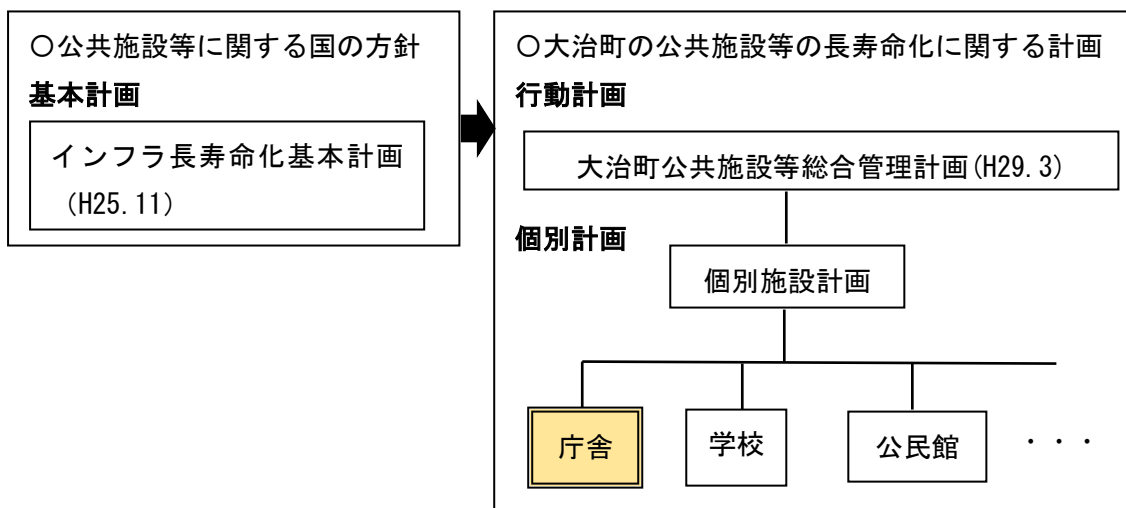 〇公共施設等に関する国の方針
基本計画
インフラ長寿命化基本計画
(H25.11)
〇大治町の公共施設等の長寿命化に関する計画
行動計画
大治町公共施設等総合管理計画(H29.3)
個別計画
個別施設計画
庁舎
学校
公民館
・・・